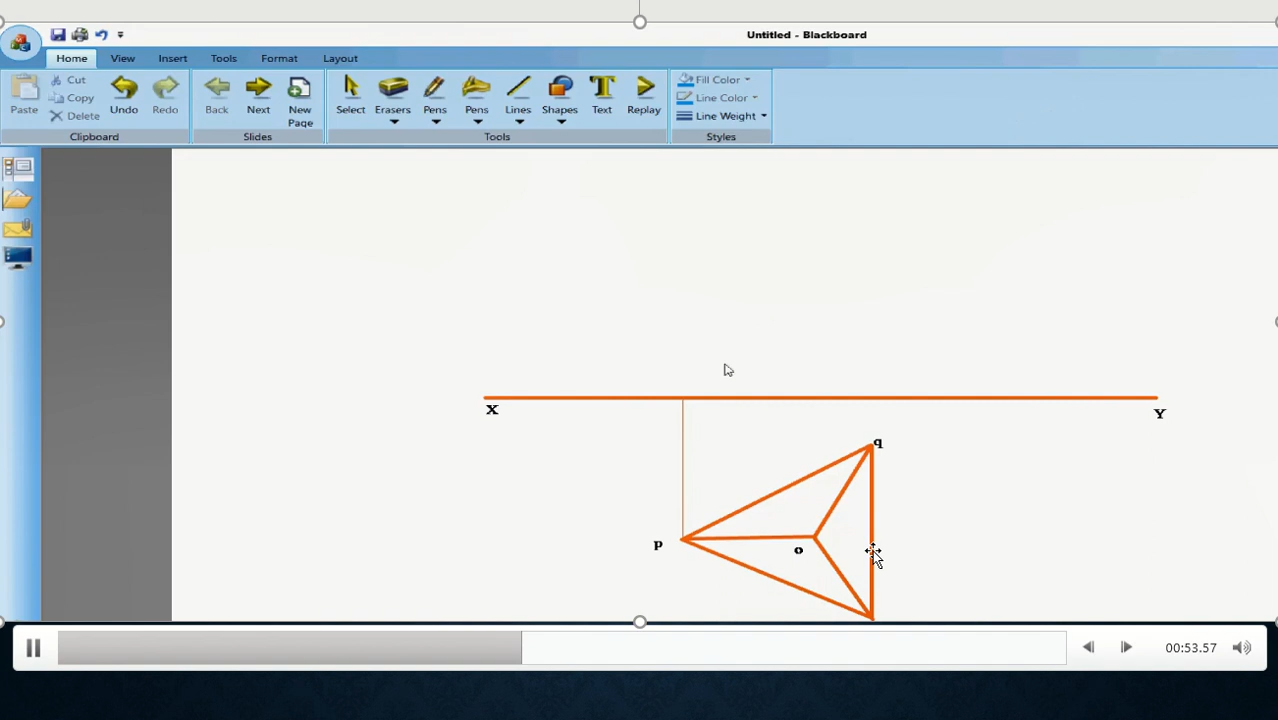 Untitled - Blackboard
Home View Insert Tools Format Layout
Paste
Cut
Copy
Delete
Undo Redo
Clipboard
Back Next New Page
Slides
Select Erasers Pens Pens Lines Shapes Text Replay
Tools
Fill Color
Line Color
Line Weight
Styles
X
Y
q
p
o
00:53.57